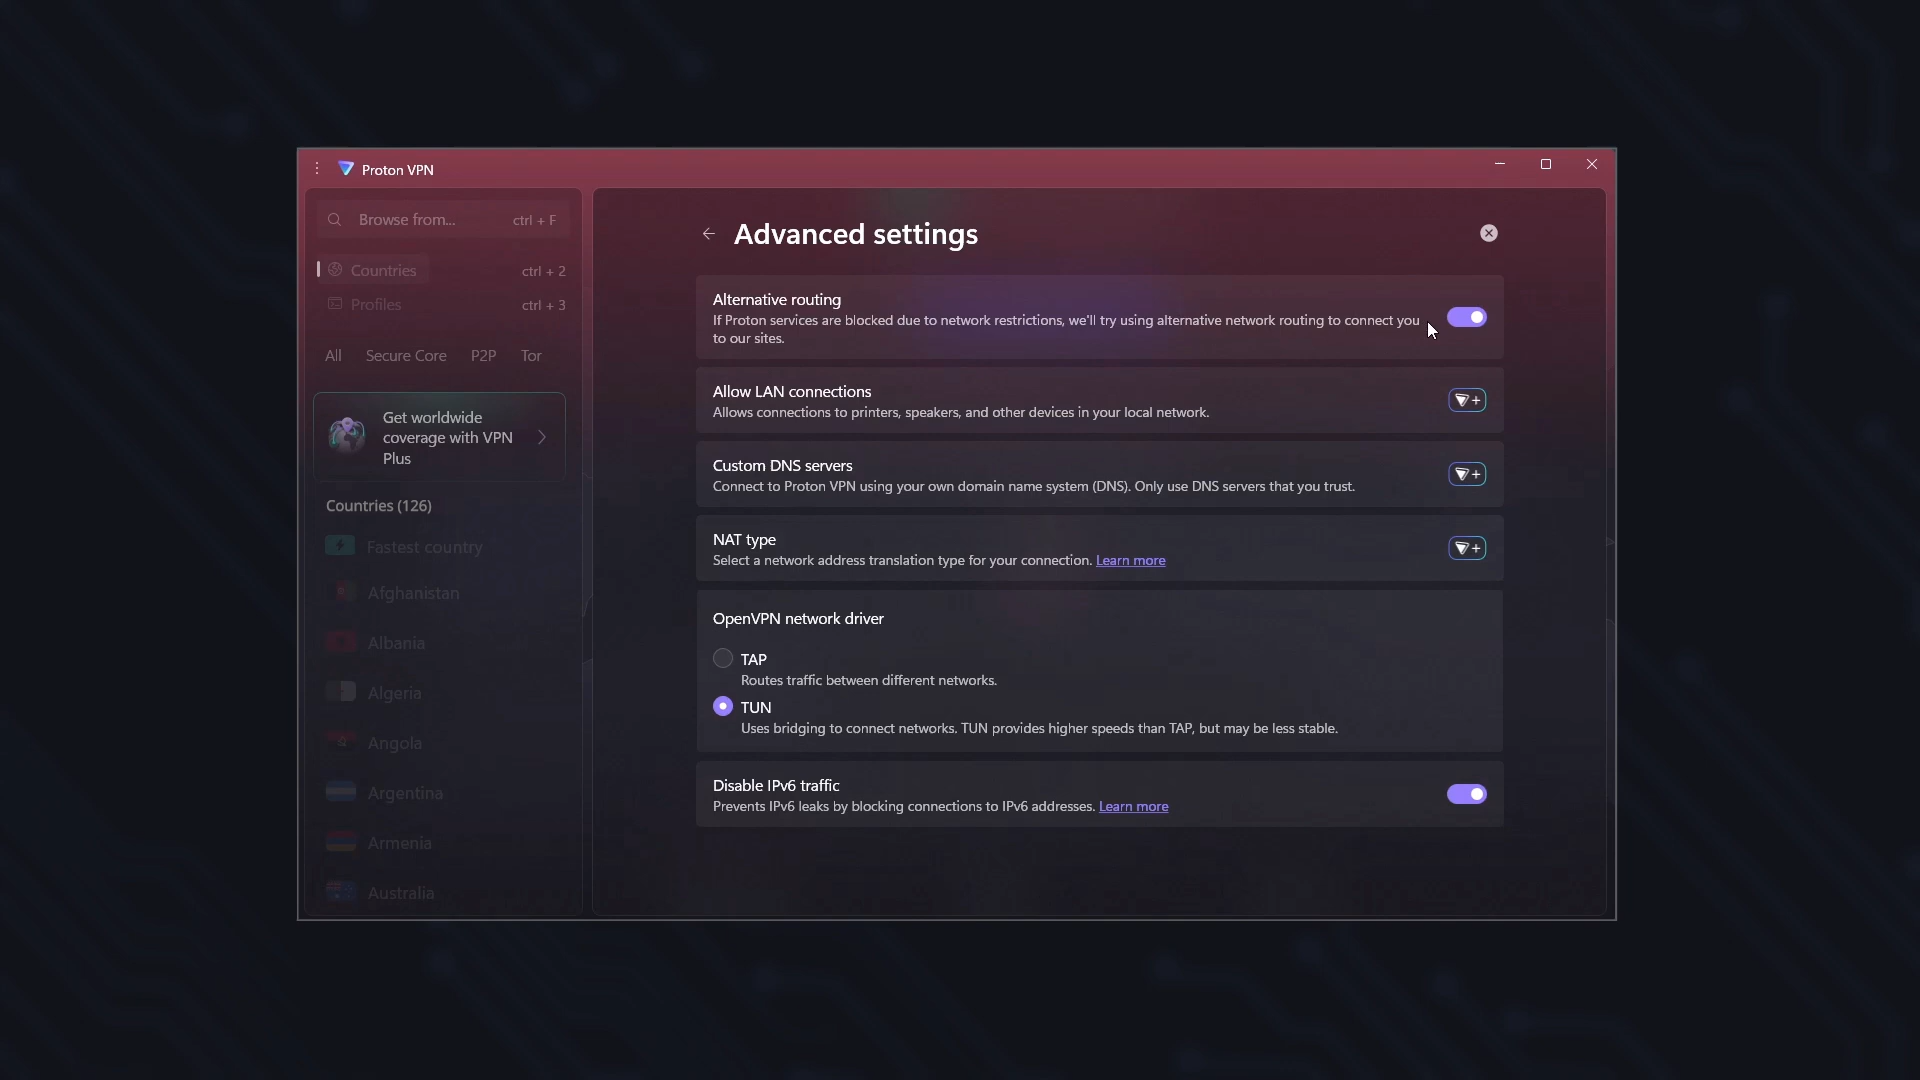 Proton VPN
Browse from... ctrl + F
Countries ctrl + 2
Profiles ctrl + 3
All Secure Core P2P Tor
Get worldwide
coverage with VPN
Plus
Countries (126)
Fastest country
Afghanistan
Albania
Algeria
Angola
Argentina
Armenia
Australia
Advanced settings
Alternative routing
If Proton services are blocked due to network restrictions, we'll try using alternative network routing to connect you
to our sites.
Allow LAN connections
Allows connections to printers, speakers, and other devices in your local network.
Custom DNS servers
Connect to Proton VPN using your own domain name system (DNS). Only use DNS servers that you trust.
NAT type
Select a network address translation type for your connection. Learn more
OpenVPN network driver
TAP
Routes traffic between different networks.
TUN
Uses bridging to connect networks. TUN provides higher speeds than TAP, but may be less stable.
Disable IPv6 traffic
Prevents IPv6 leaks by blocking connections to IPv6 addresses. Learn more